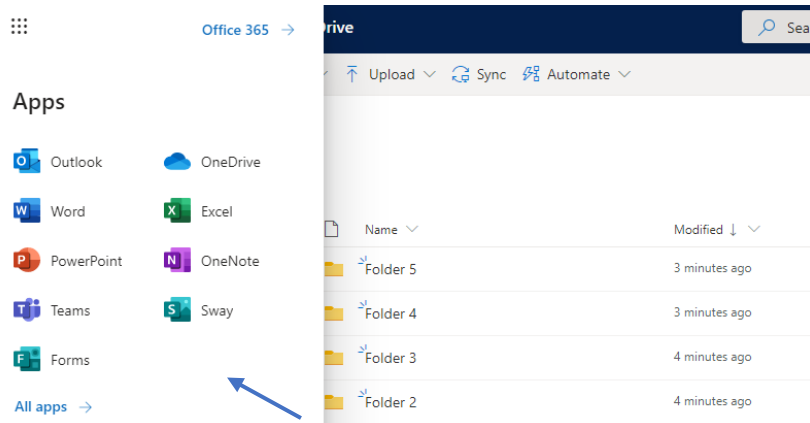 Office 365 →
Apps
Outlook
OneDrive
Word
Excel
PowerPoint
OneNote
Teams
Sway
Forms
All apps →
rive
Sea
Upload
Sync
Automate
Name
Modified ↓
Folder 5
3 minutes ago
Folder 4
3 minutes ago
Folder 3
4 minutes ago
Folder 2
4 minutes ago